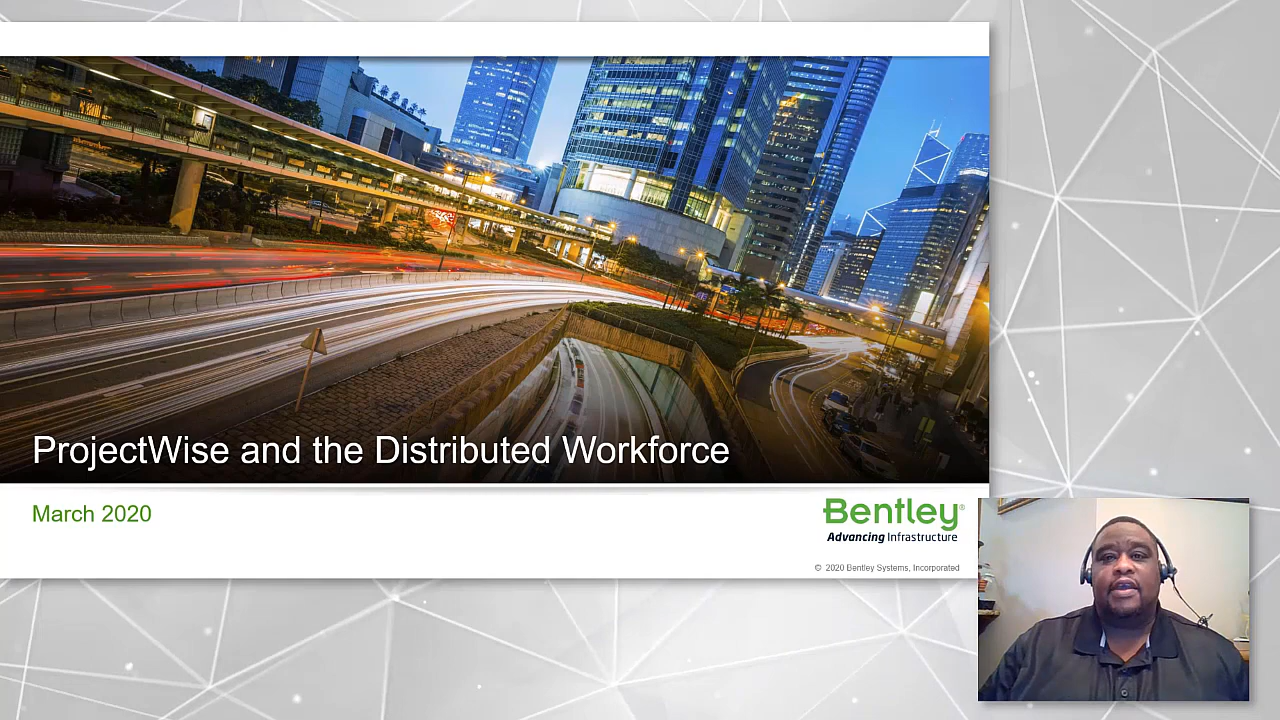 ProjectWise and the Distributed Workforce
March 2020
Bentley®
Advancing Infrastructure
© 2020 Bentley Systems, Incorporated